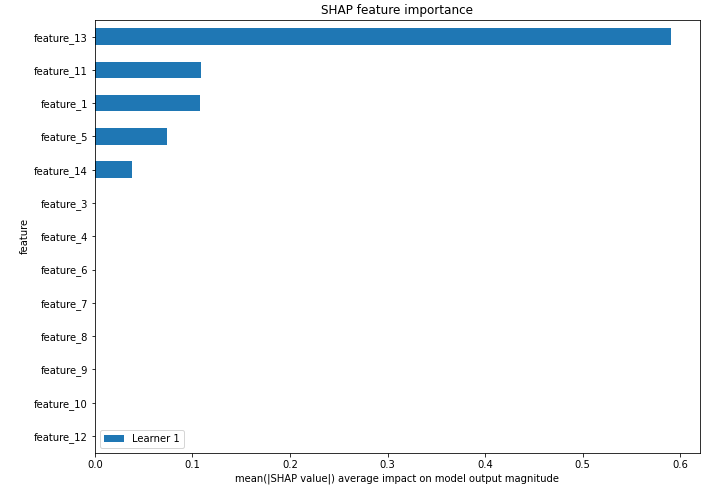 SHAP feature importance
feature_13
feature_11
feature_1
feature_5
feature_14
feature_3
feature_4
feature_6
feature_7
feature_8
feature_9
feature_10
feature_12
feature
Learner 1
0.0 0.1 0.2 0.3 0.4 0.5 0.6
mean(|SHAP value|) average impact on model output magnitude